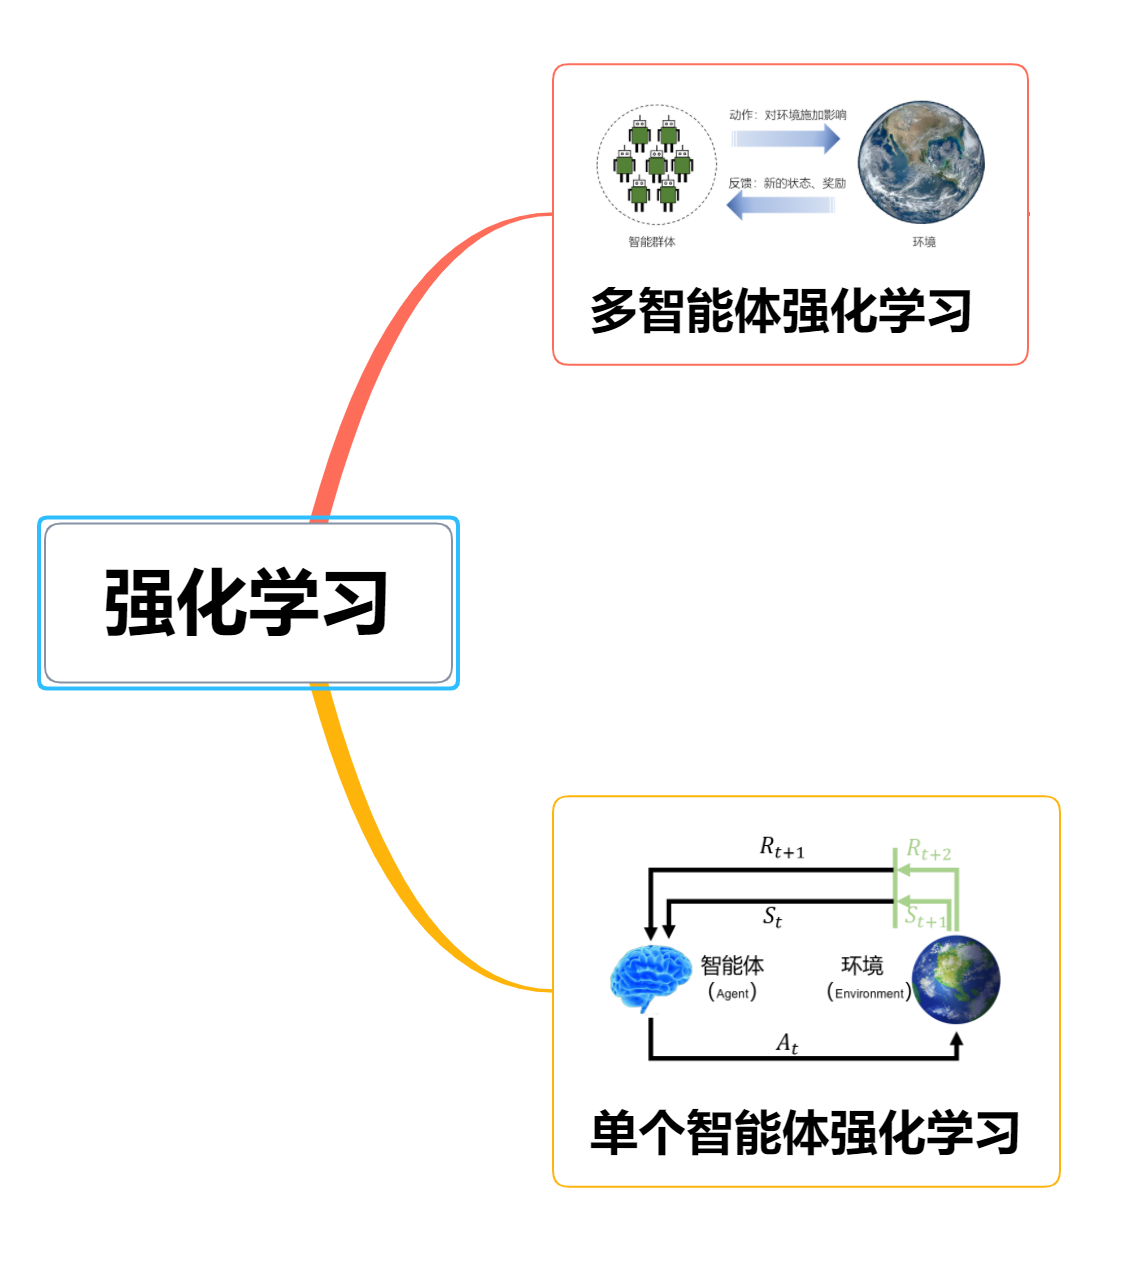 动作：对环境施加影响
反馈：新的状态、奖励
智能群体
环境
多智能体强化学习
强化学习
R_{t+1}
R_{t+2}
S_t
S_{t+1}
智能体
环境
(Agent)
(Environment)
A_t
单个智能体强化学习